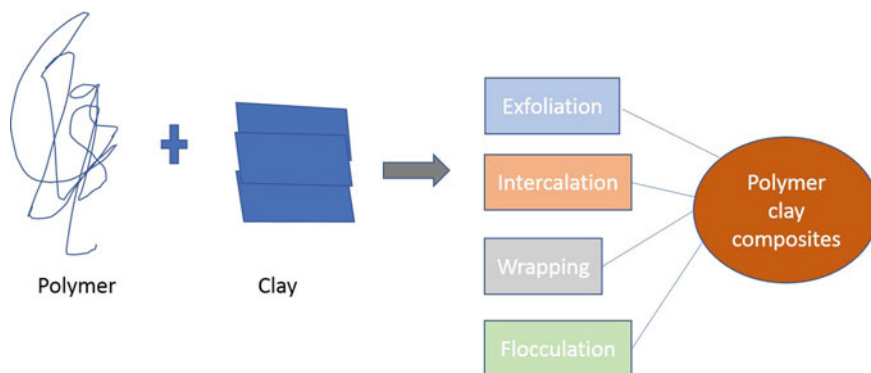 Polymer
Clay
Exfoliation
Intercalation
Wrapping
Flocculation
Polymer
clay
composites